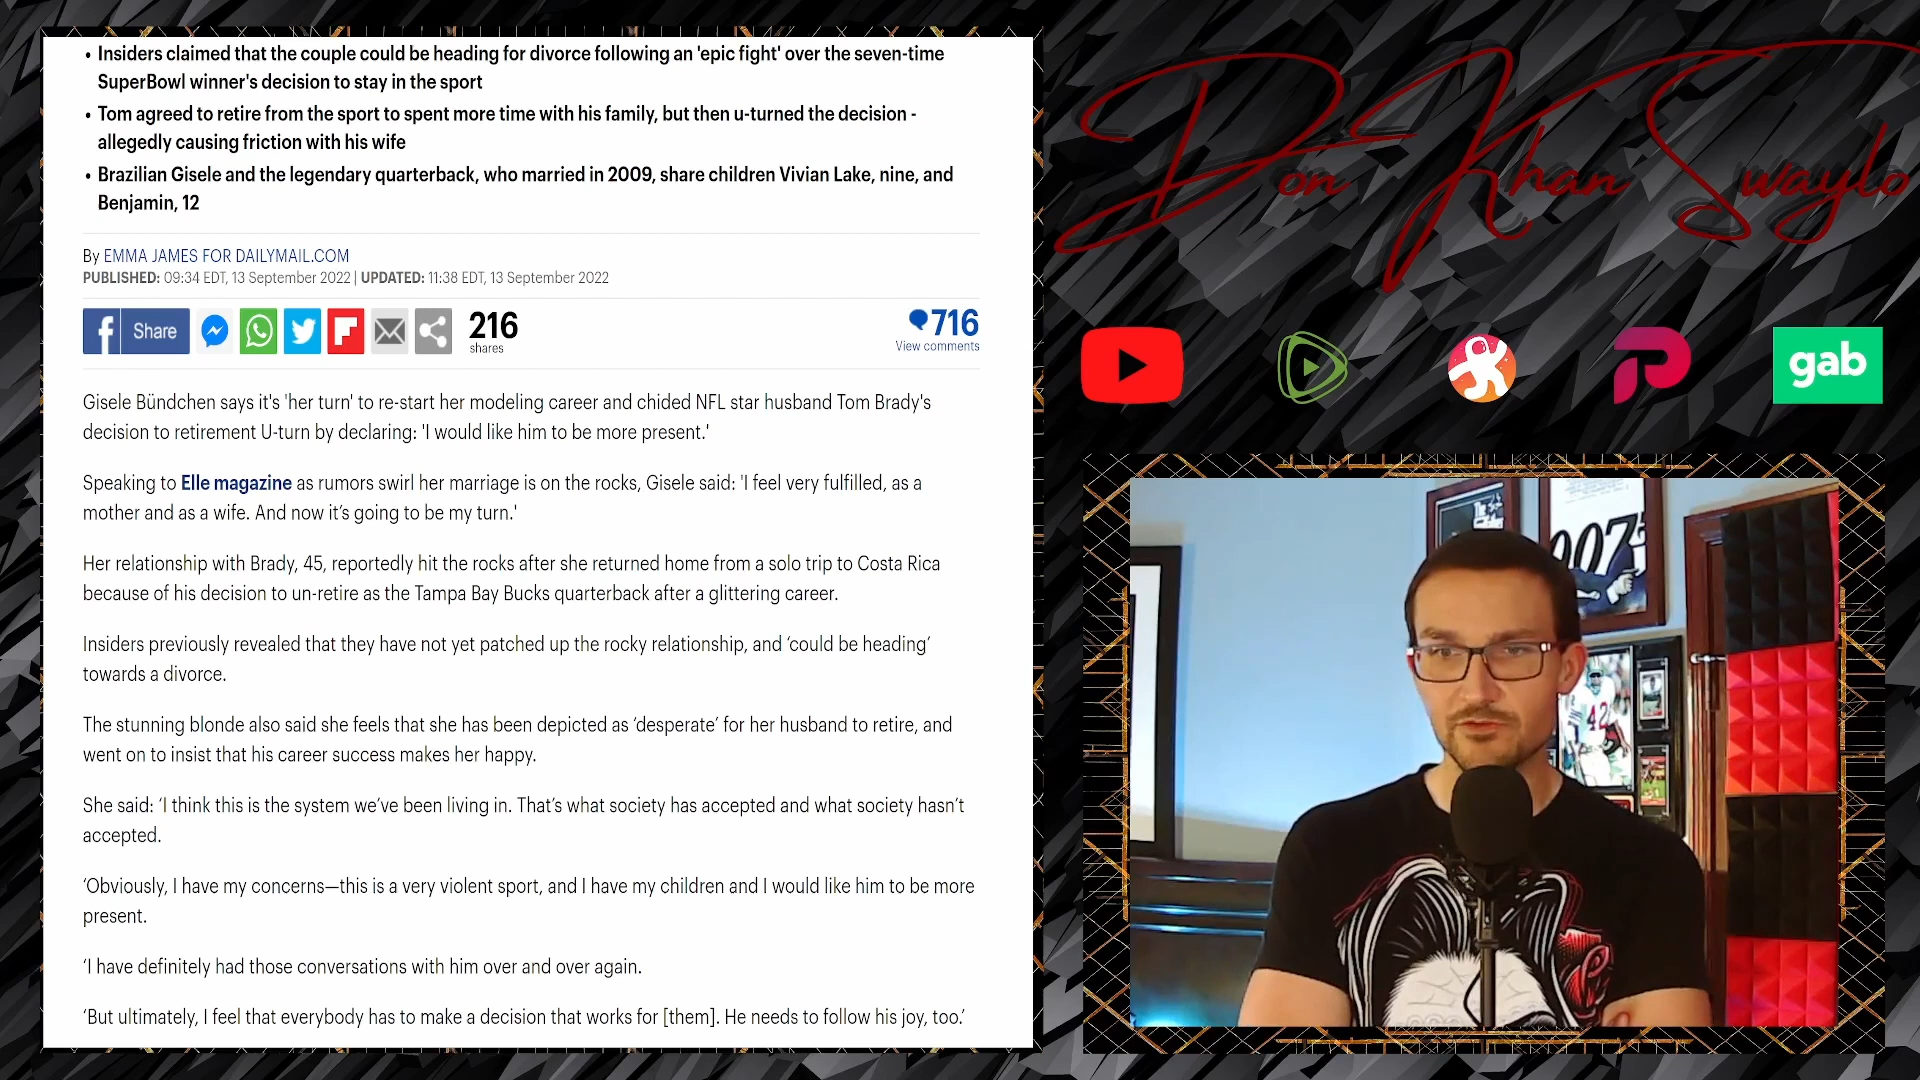 • Insiders claimed that the couple could be heading for divorce following an 'epic fight' over the seven-time
SuperBowl winner's decision to stay in the sport
• Tom agreed to retire from the sport to spent more time with his family, but then u-turned the decision -
allegedly causing friction with his wife
• Brazilian Gisele and the legendary quarterback, who married in 2009, share children Vivian Lake, nine, and
Benjamin, 12
By EMMA JAMES FOR DAILYMAIL.COM
PUBLISHED: 09:34 EDT, 13 September 2022 | UPDATED: 11:38 EDT, 13 September 2022
f Share
216
shares
716
View comments
Gisele Bündchen says it's 'her turn' to re-start her modeling career and chided NFL star husband Tom Brady's
decision to retirement U-turn by declaring: 'I would like him to be more present.'
Speaking to Elle magazine as rumors swirl her marriage is on the rocks, Gisele said: 'I feel very fulfilled, as a
mother and as a wife. And now it’s going to be my turn.'
Her relationship with Brady, 45, reportedly hit the rocks after she returned home from a solo trip to Costa Rica
because of his decision to un-retire as the Tampa Bay Bucks quarterback after a glittering career.
Insiders previously revealed that they have not yet patched up the rocky relationship, and ‘could be heading’
towards a divorce.
The stunning blonde also said she feels that she has been depicted as ‘desperate’ for her husband to retire, and
went on to insist that his career success makes her happy.
She said: ‘I think this is the system we’ve been living in. That’s what society has accepted and what society hasn’t
accepted.
‘Obviously, I have my concerns—this is a very violent sport, and I have my children and I would like him to be more
present.
‘I have definitely had those conversations with him over and over again.
‘But ultimately, I feel that everybody has to make a decision that works for [them]. He needs to follow his joy, too.’
Don Khan Swaylo
gab
007
42